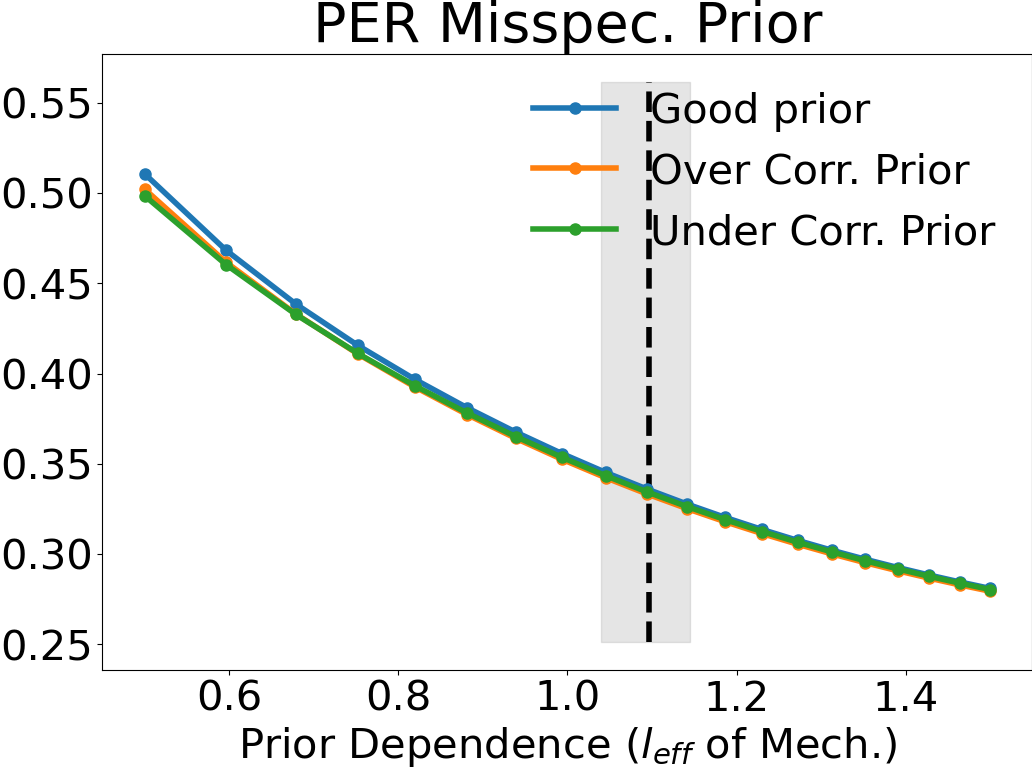 PER Misspec. Prior
0.55
0.50
0.45
0.40
0.35
0.30
0.25
Good prior
Over Corr. Prior
Under Corr. Prior
0.6 0.8 1.0 1.2 1.4
Prior Dependence (l_eff of Mech.)